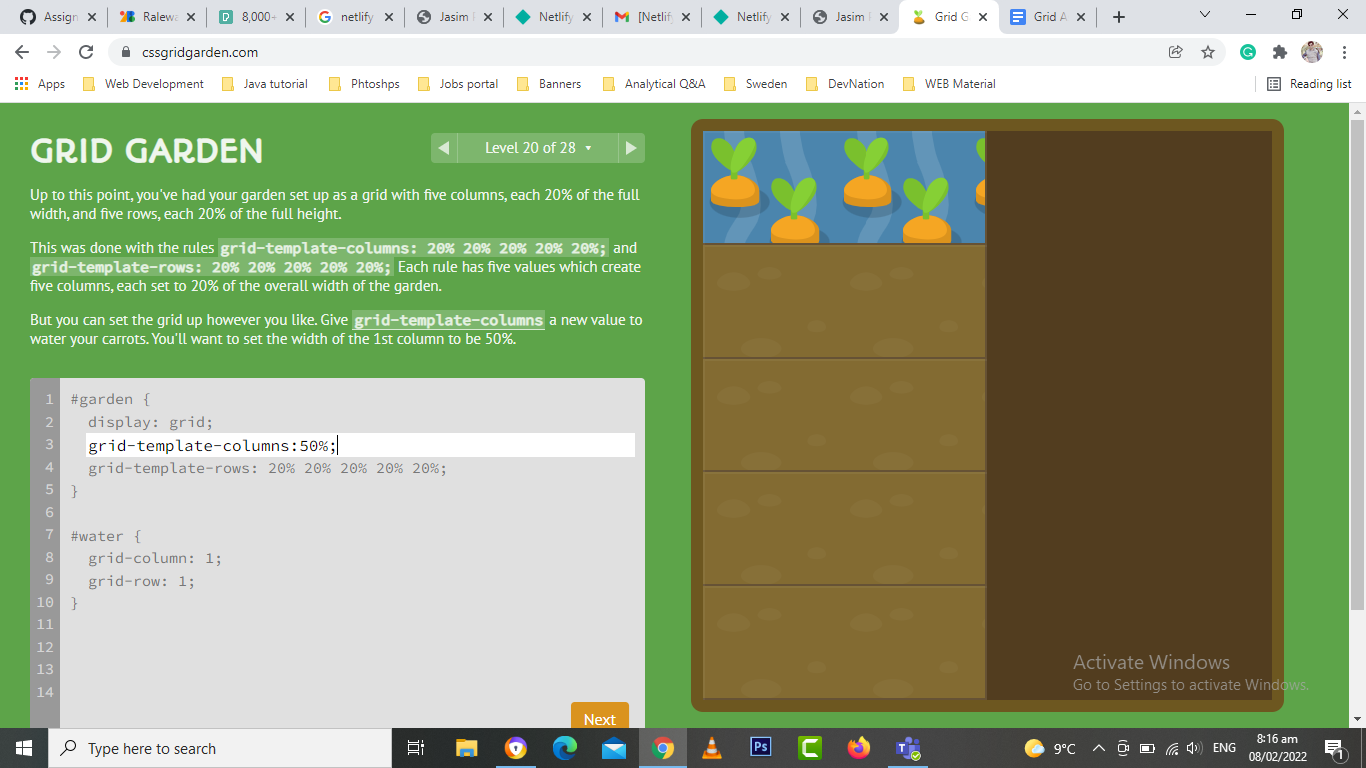 Assign
Ralewa
8,000+
netlify
Jasim
Netlify
[Netlif
Netlify
Jasim
Grid G
Grid A
cssgridgarden.com
Apps
Web Development
Java tutorial
Phtoshps
Jobs portal
Banners
Analytical Q&A
Sweden
DevNation
WEB Material
Reading list
GRID GARDEN
Level 20 of 28
Up to this point, you've had your garden set up as a grid with five columns, each 20% of the full
width, and five rows, each 20% of the full height.
This was done with the rules grid-template-columns: 20% 20% 20% 20% 20%; and
grid-template-rows: 20% 20% 20% 20% 20%; Each rule has five values which create
five columns, each set to 20% of the overall width of the garden.
But you can set the grid up however you like. Give grid-template-columns a new value to
water your carrots. You'll want to set the width of the 1st column to be 50%.
1 #garden {
2 display: grid;
3 grid-template-columns:50%;
4 grid-template-rows: 20% 20% 20% 20% 20%;
5 }
6
7 #water {
8 grid-column: 1;
9 grid-row: 1;
10 }
11
12
13
14
Next
Activate Windows
Go to Settings to activate Windows.
Type here to search
Ps
9°C
ENG
8:16 am
08/02/2022
1